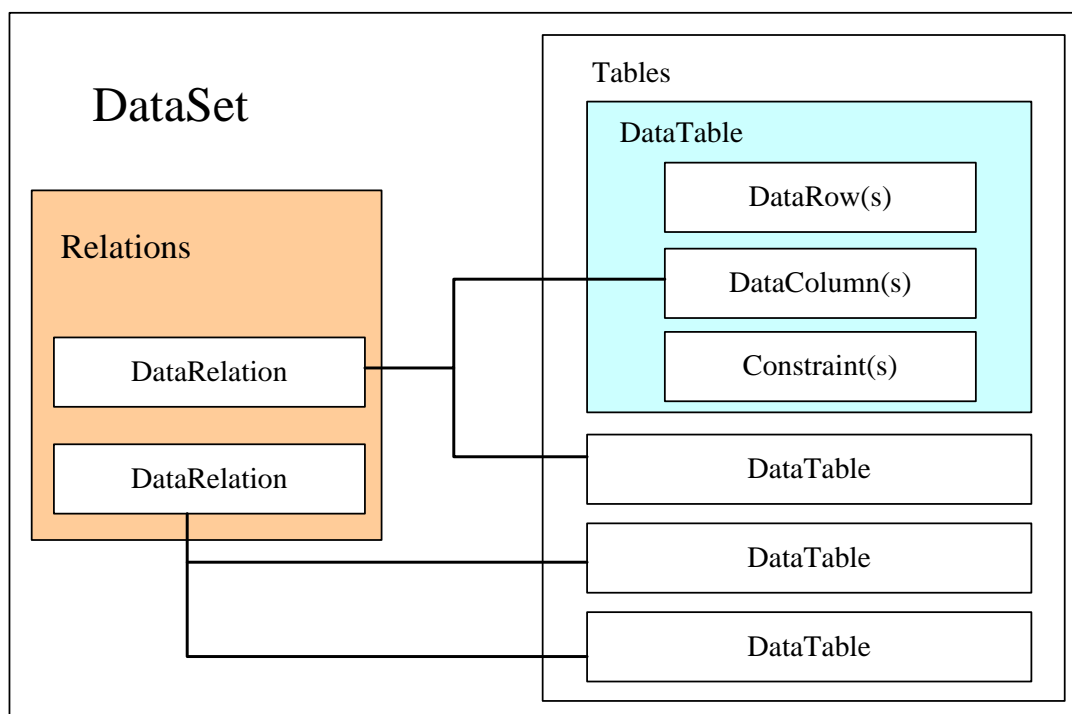 DataSet
Relations
DataRelation
DataRelation
Tables
DataTable
DataRow(s)
DataColumn(s)
Constraint(s)
DataTable
DataTable
DataTable